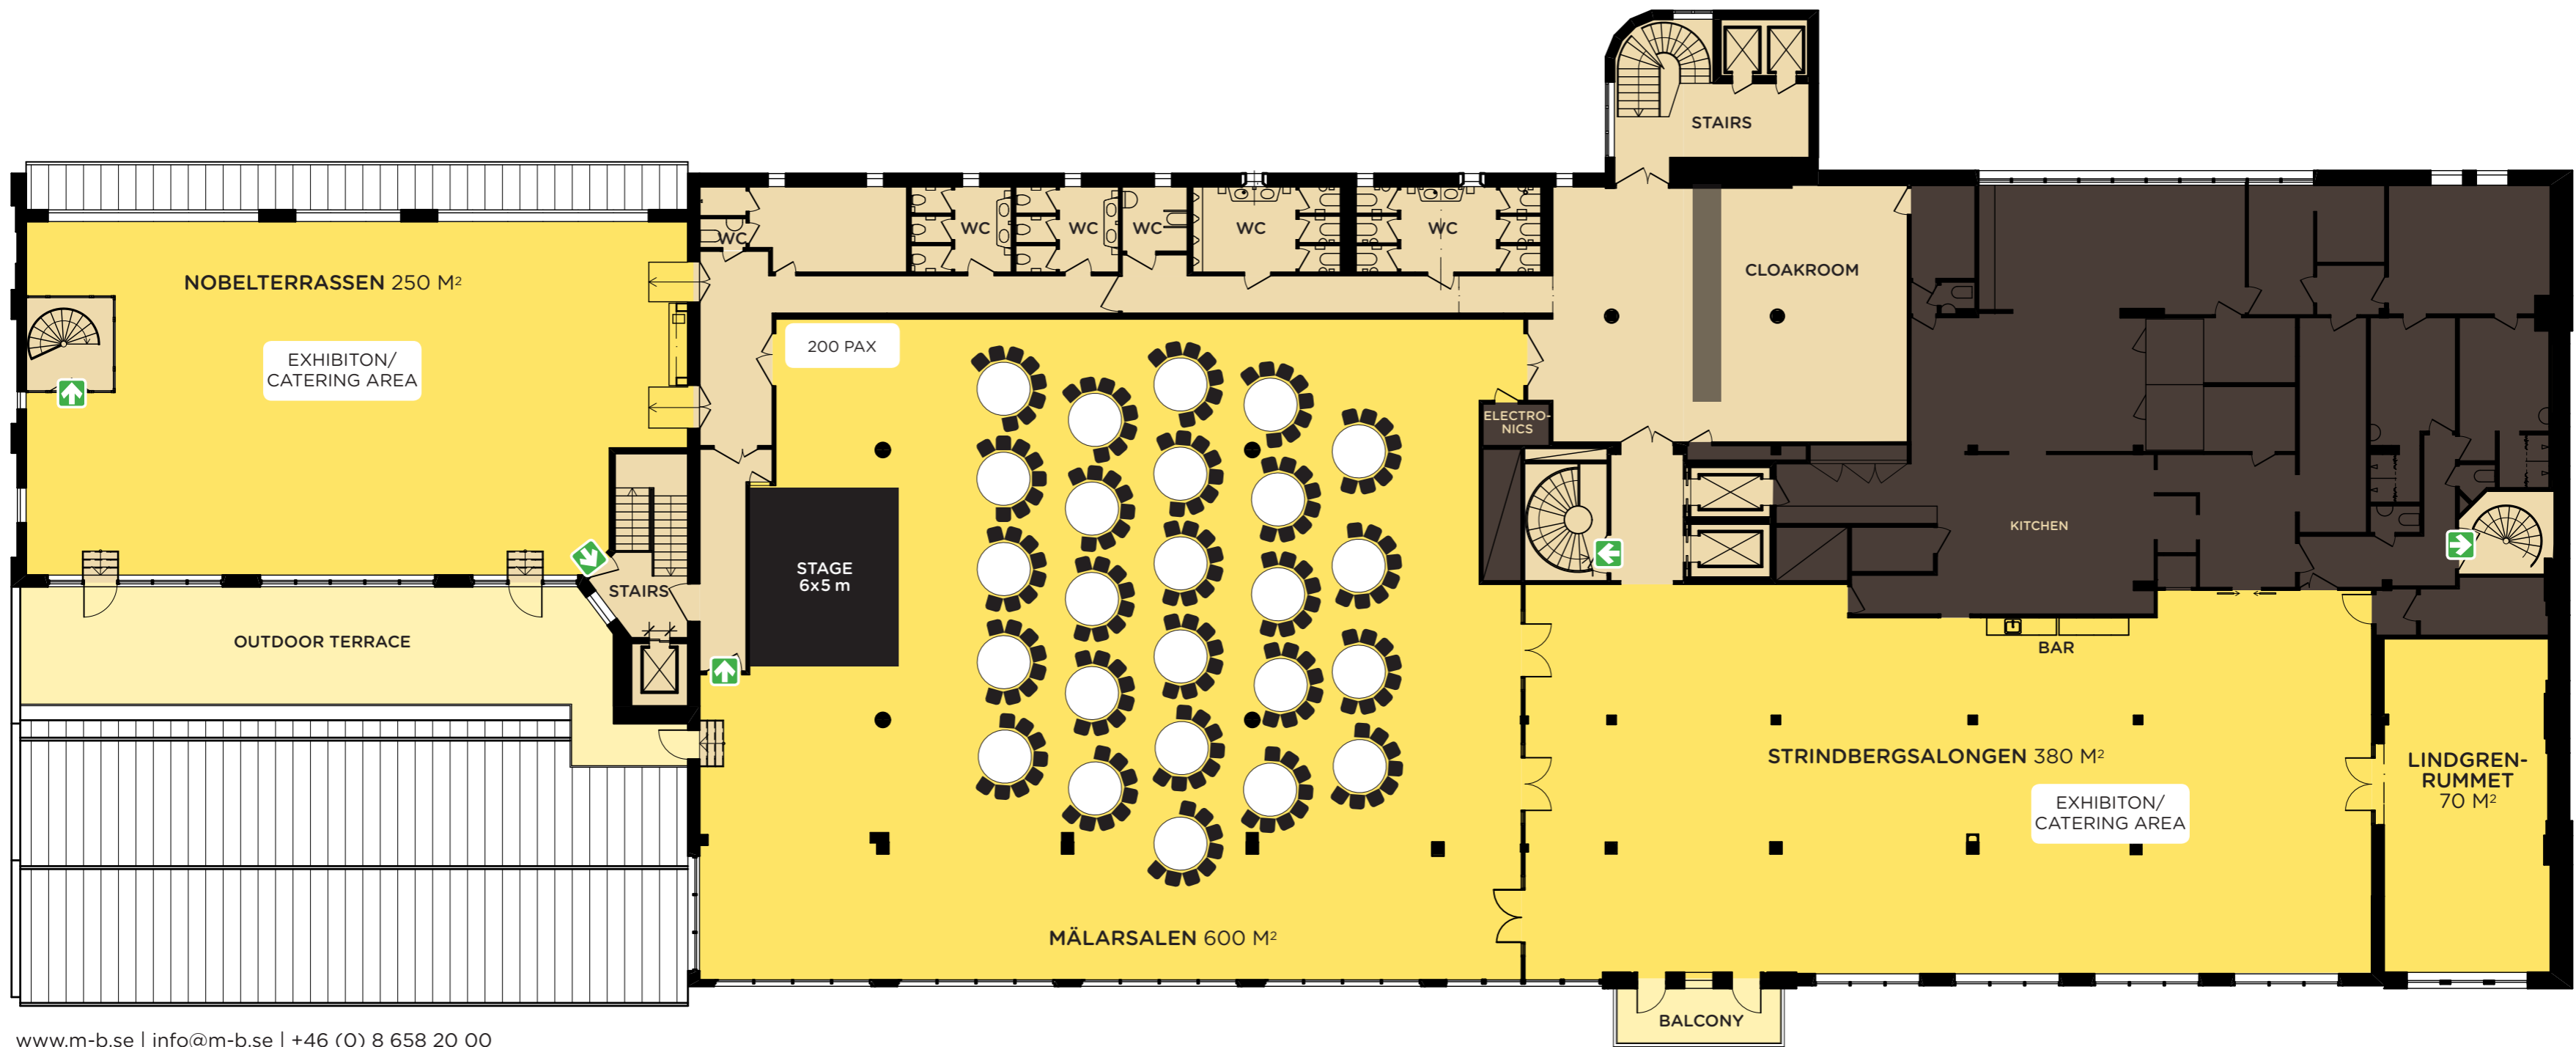 STAIRS
WC
WC
WC
WC
WC
WC
CLOAKROOM
NOBELTERRASSEN 250 M²
EXHIBITON/
CATERING AREA
200 PAX
ELECTRO-
NICS
KITCHEN
STAGE
6x5 m
STAIRS
OUTDOOR TERRACE
BAR
STRINDBERGSALONGEN 380 M²
EXHIBITON/
CATERING AREA
LINDGREN-
RUMMET
70 M²
MÄLARSALEN 600 M²
BALCONY
www.m-b.se | info@m-b.se | +46 (0) 8 658 20 00